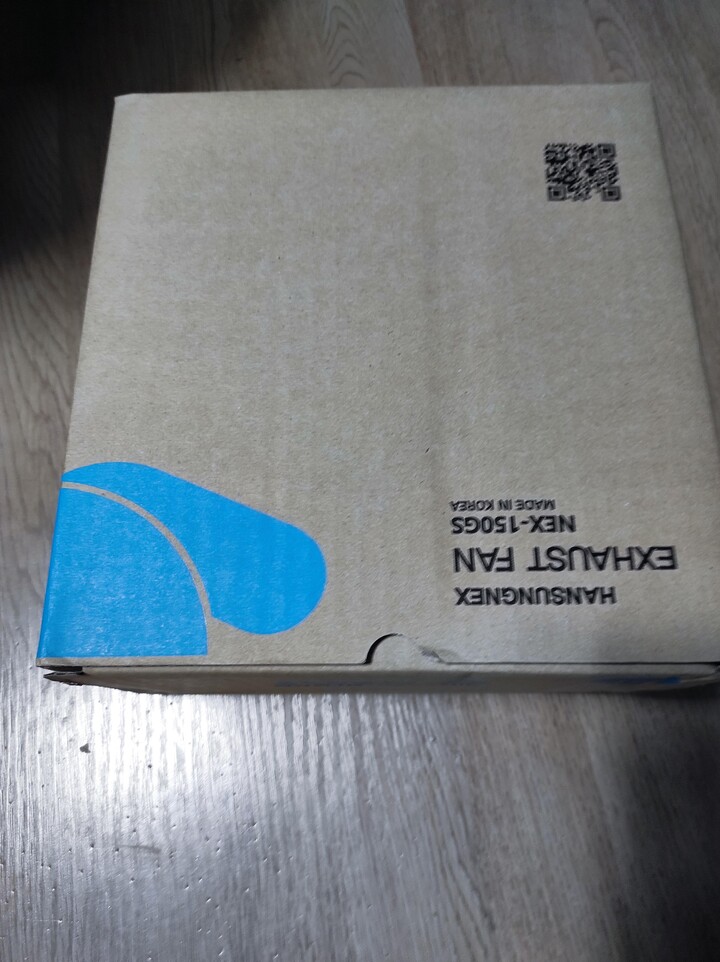 HANSUNGNEX
EXHAUST FAN
NEX-150GS
MADE IN KOREA